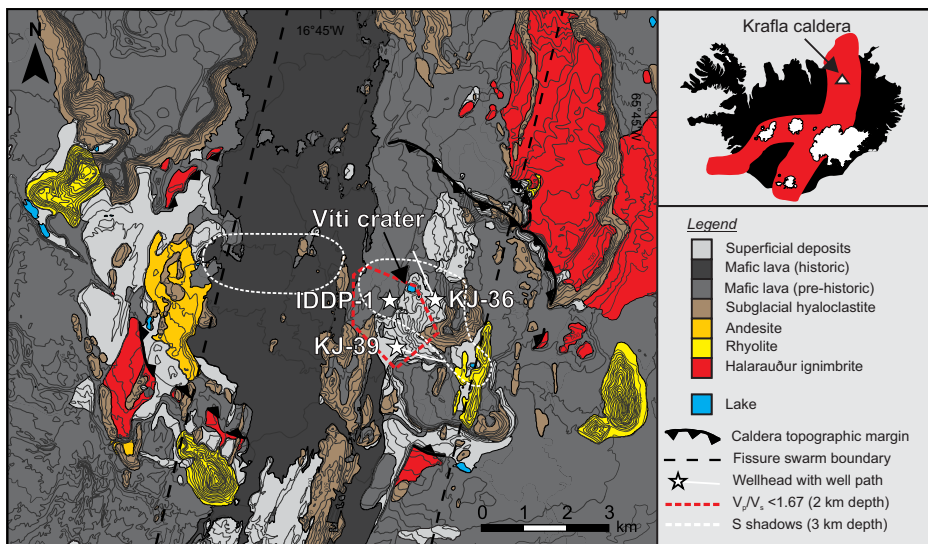 N
16°45'W
65°45'N
Víti crater
IDDP-1
KJ-36
KJ-39
0 1 2 3
km
Krafla caldera
Legend
Superficial deposits
Mafic lava (historic)
Mafic lava (pre-historic)
Subglacial hyaloclastite
Andesite
Rhyolite
Halarauður ignimbrite
Lake
Caldera topographic margin
Fissure swarm boundary
Wellhead with well path
Vp/Vs <1.67 (2 km depth)
S shadows (3 km depth)